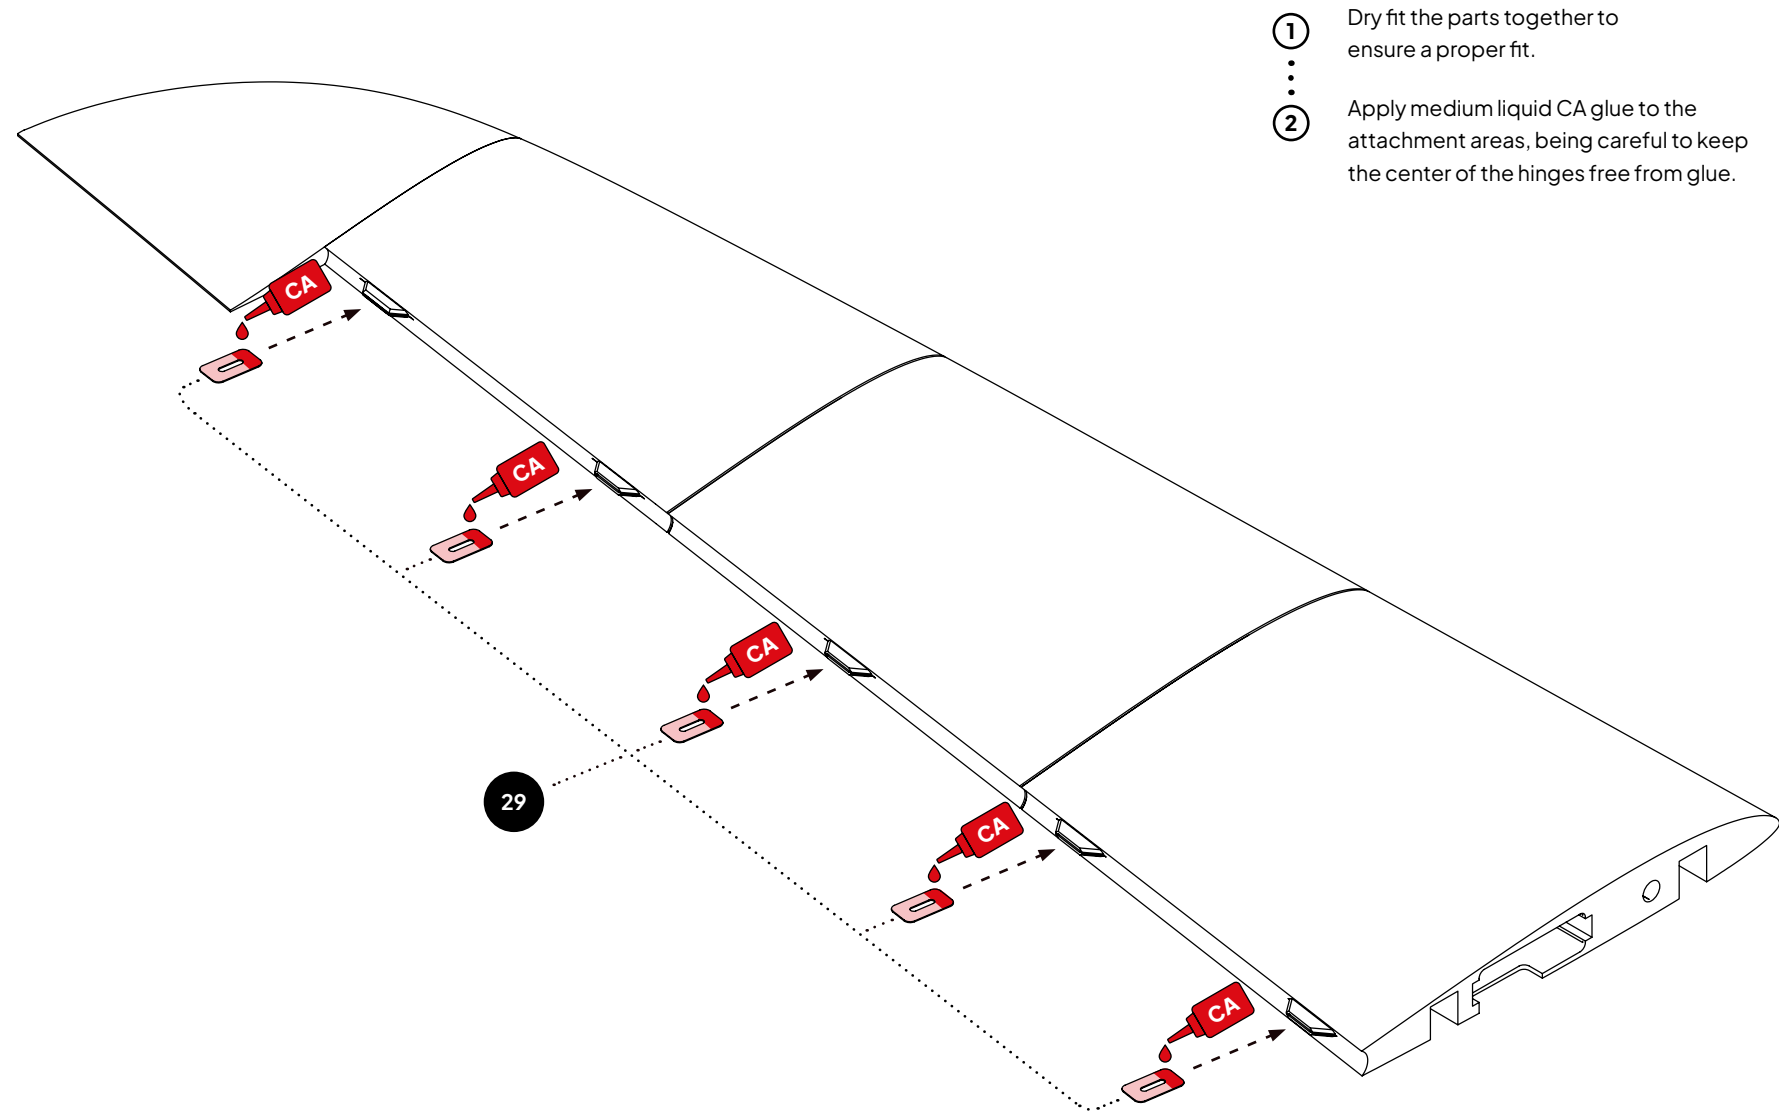 1
Dry fit the parts together to
ensure a proper fit.
2
Apply medium liquid CA glue to the
attachment areas, being careful to keep
the center of the hinges free from glue.
CA
CA
CA
29
CA
CA